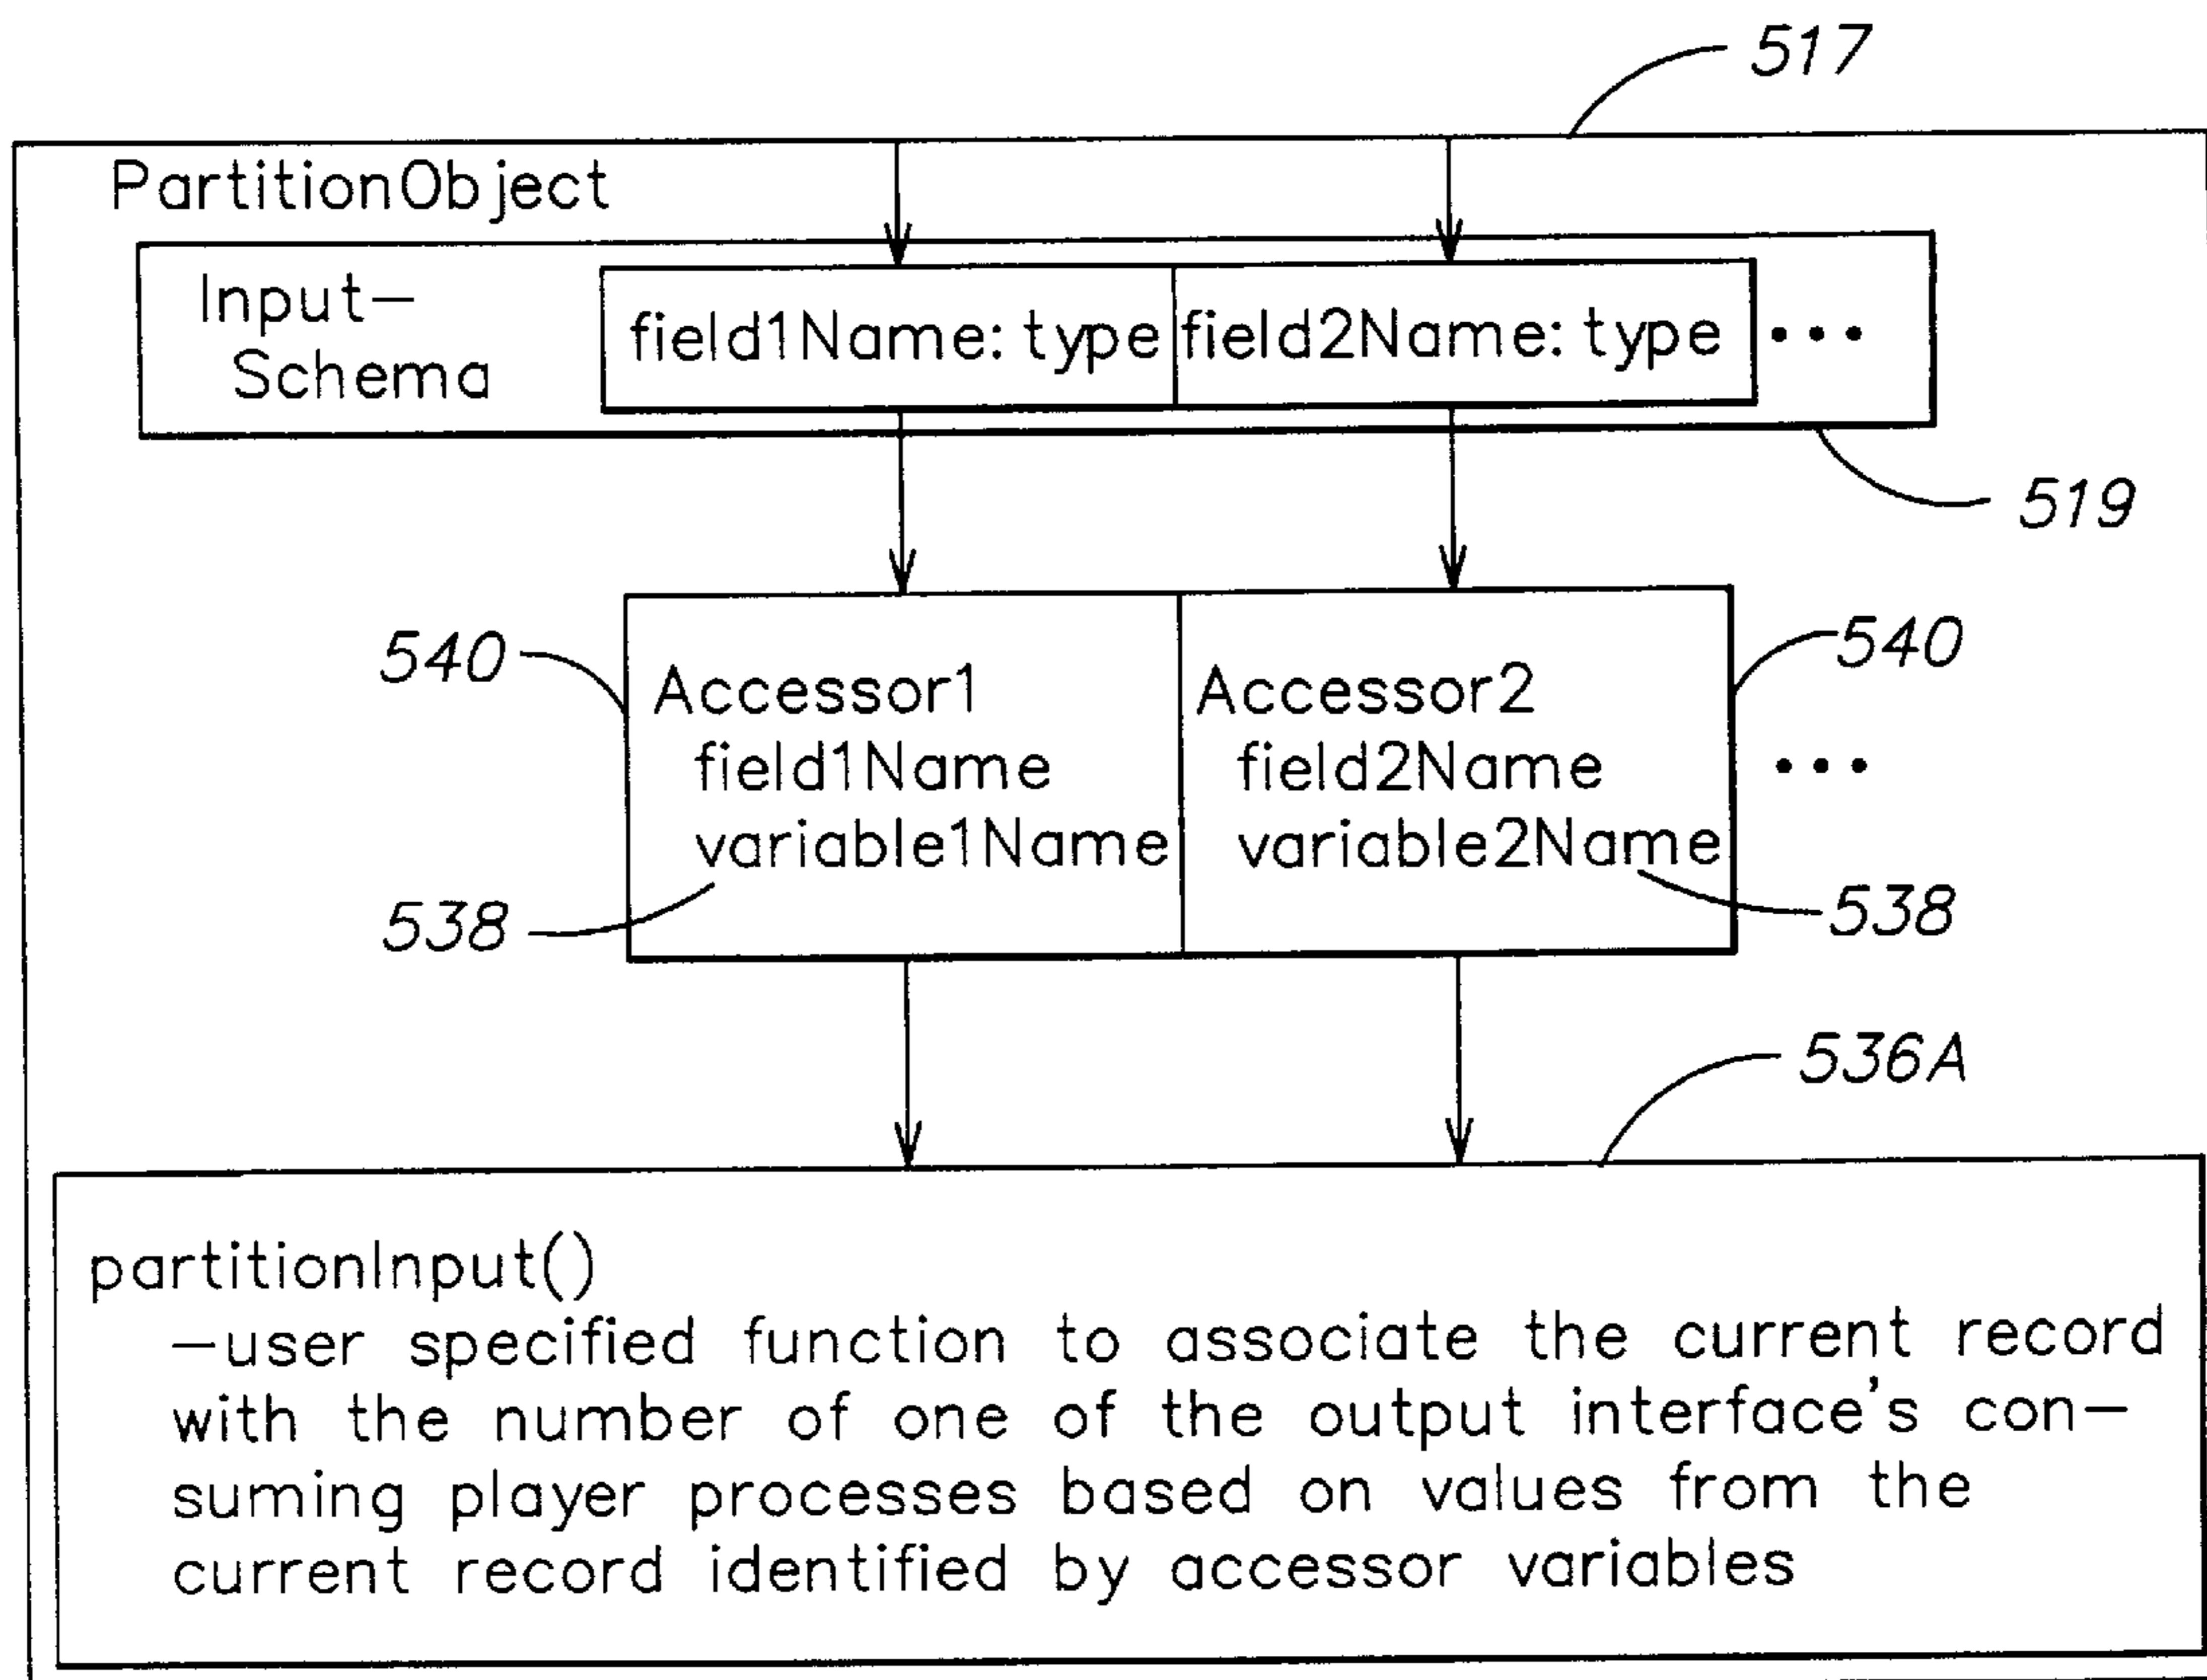 517
PartitionObject
Input-
Schema
field1Name: type field2Name: type •••
519
540
540
Accessor1
field1Name
variable1Name
Accessor2
field2Name
variable2Name
•••
538
538
536A
partitionInput()
-user specified function to associate the current record
with the number of one of the output interface's con-
suming player processes based on values from the
current record identified by accessor variables